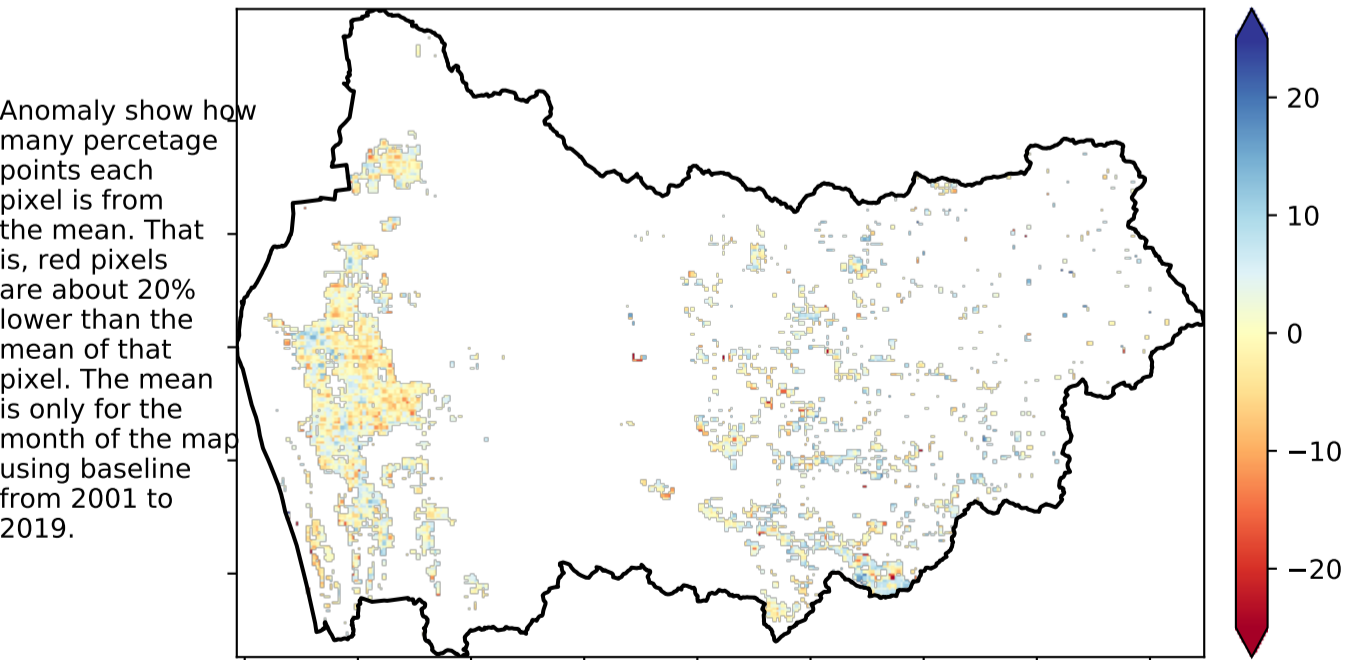 Anomaly show how
many percetage
points each
pixel is from
the mean. That
is, red pixels
are about 20%
lower than the
mean of that
pixel. The mean
is only for the
month of the map
using baseline
from 2001 to
2019.
20
10
0
−10
−20